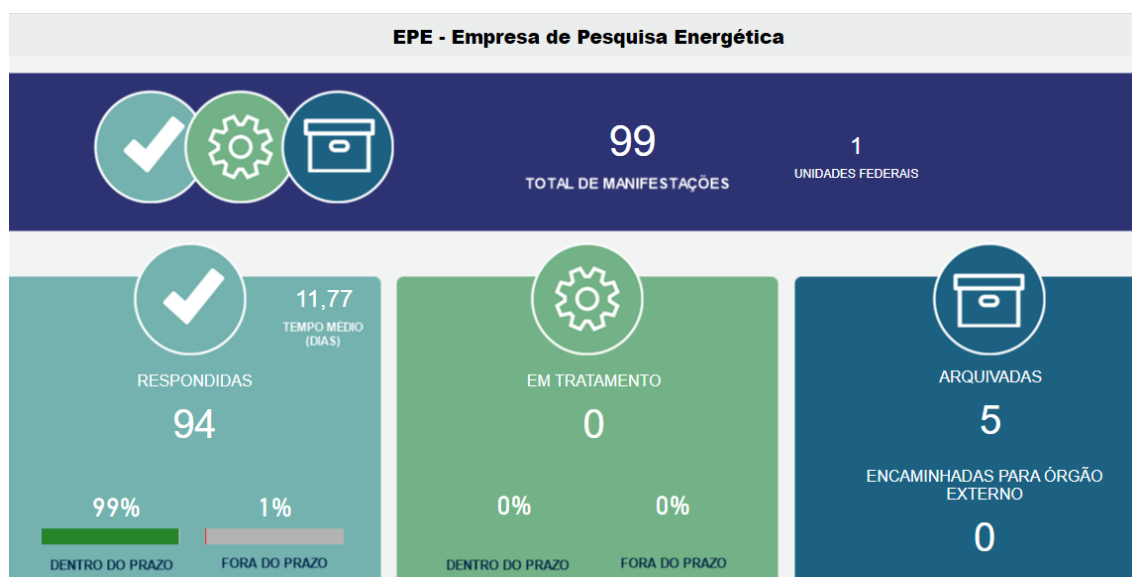 EPE - Empresa de Pesquisa Energética
99
TOTAL DE MANIFESTAÇÕES
1
UNIDADES FEDERAIS
11,77
TEMPO MÉDIO
(DIAS)
RESPONDIDAS
94
99%
1%
DENTRO DO PRAZO
FORA DO PRAZO
EM TRATAMENTO
0
0%
0%
DENTRO DO PRAZO
FORA DO PRAZO
ARQUIVADAS
5
ENCAMINHADAS PARA ÓRGÃO
EXTERNO
0